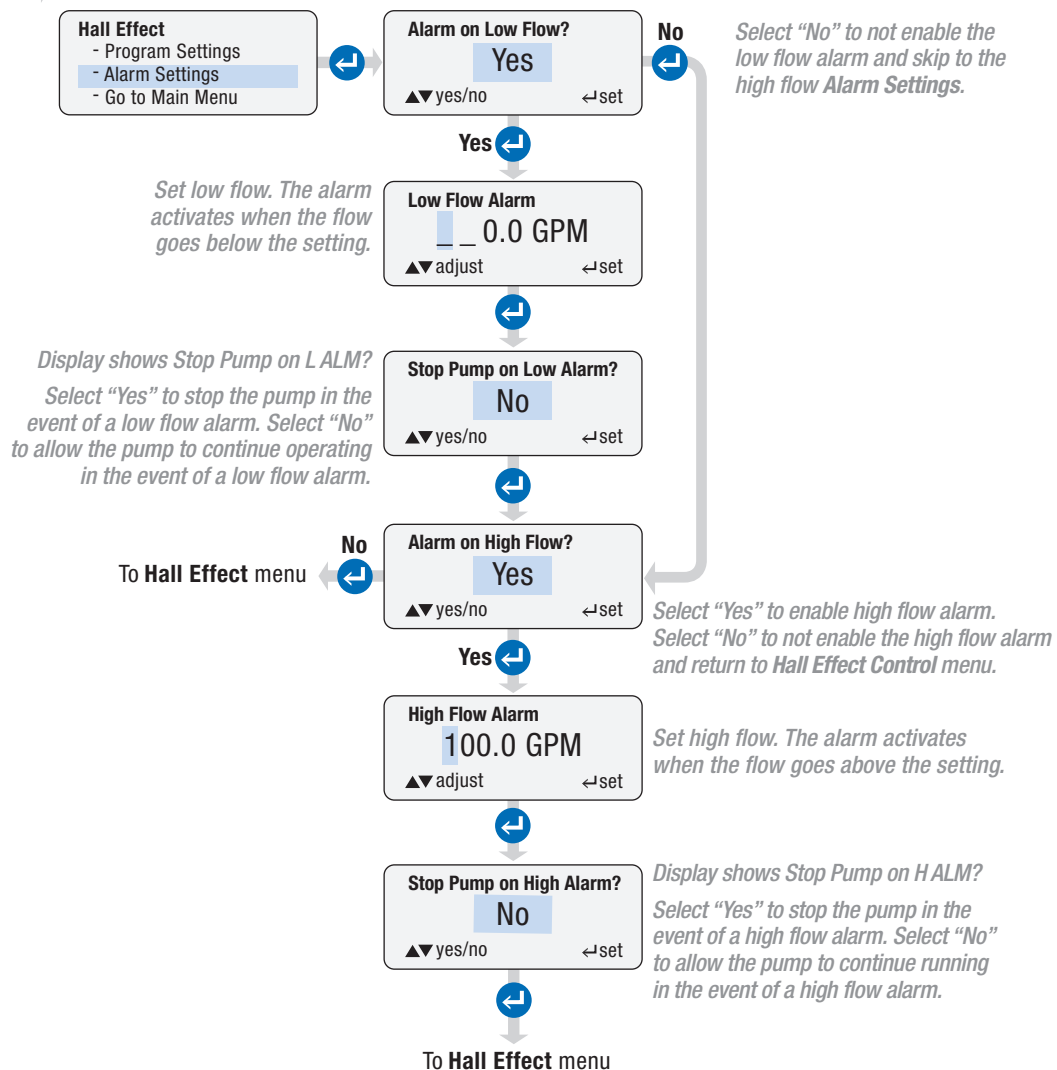 Hall Effect
- Program Settings
- Alarm Settings
- Go to Main Menu
Alarm on Low Flow?
Yes
▲▼ yes/no ↵set
No
Select “No” to not enable the
low flow alarm and skip to the
high flow Alarm Settings.
Yes
Set low flow. The alarm
activates when the flow
goes below the setting.
Low Flow Alarm
_ _ 0.0 GPM
▲▼ adjust ↵set
Display shows Stop Pump on L ALM?
Select “Yes” to stop the pump in the
event of a low flow alarm. Select “No”
to allow the pump to continue operating
in the event of a low flow alarm.
Stop Pump on Low Alarm?
No
▲▼ yes/no ↵set
To Hall Effect menu
No
Alarm on High Flow?
Yes
▲▼ yes/no ↵set
Select “Yes” to enable high flow alarm.
Select “No” to not enable the high flow alarm
and return to Hall Effect Control menu.
Yes
High Flow Alarm
100.0 GPM
▲▼ adjust ↵set
Set high flow. The alarm activates
when the flow goes above the setting.
Stop Pump on High Alarm?
No
▲▼ yes/no ↵set
Display shows Stop Pump on H ALM?
Select “Yes” to stop the pump in the
event of a high flow alarm. Select “No”
to allow the pump to continue running
in the event of a high flow alarm.
To Hall Effect menu